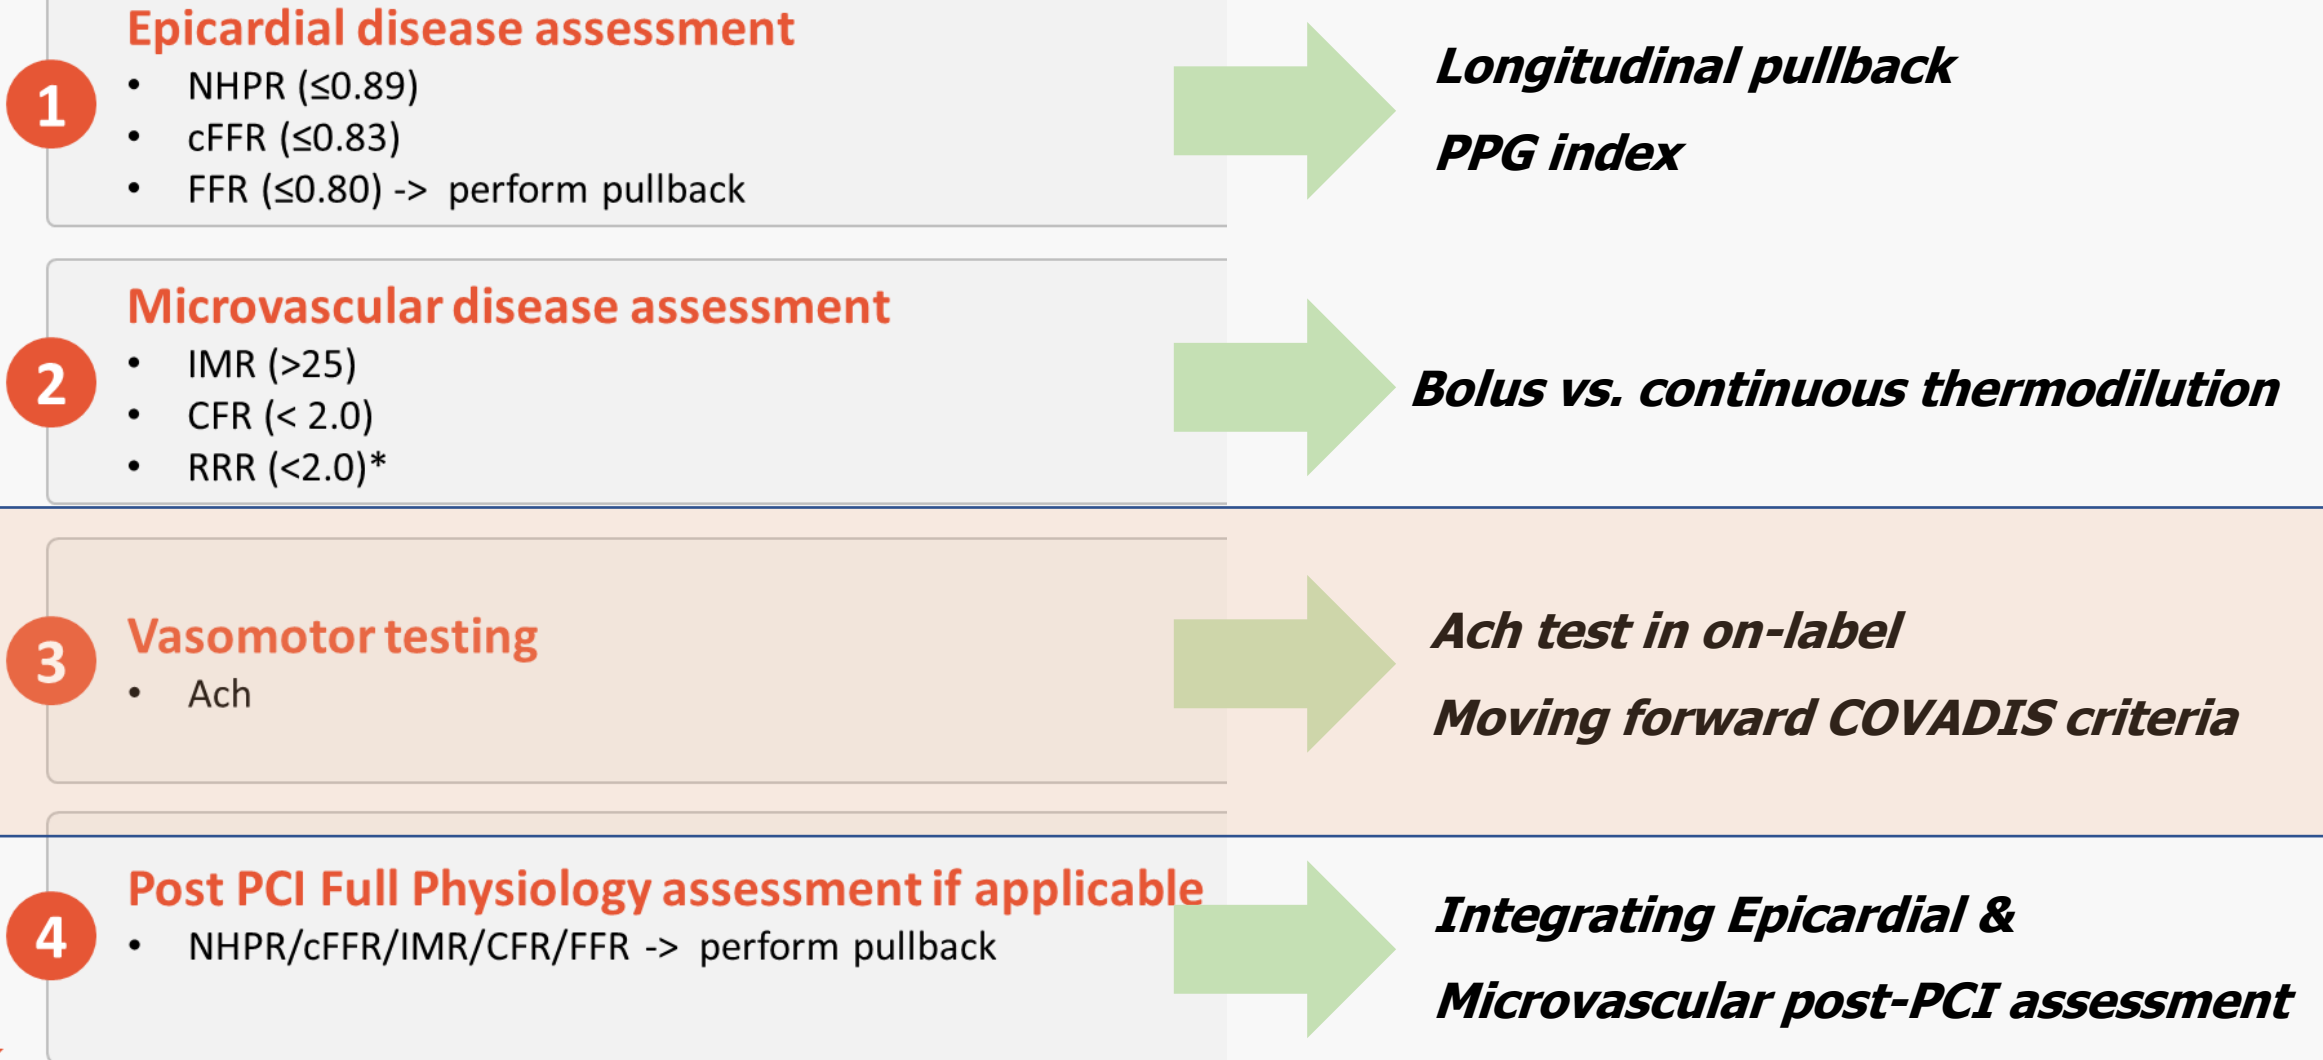 Epicardial disease assessment
1
• NHPR (≤0.89)
• cFFR (≤0.83)
• FFR (≤0.80) -> perform pullback
Longitudinal pullback
PPG index
Microvascular disease assessment
2
• IMR (>25)
• CFR (< 2.0)
• RRR (<2.0)*
Bolus vs. continuous thermodilution
Vasomotor testing
3
• Ach
Ach test in on-label
Moving forward COVADIS criteria
Post PCI Full Physiology assessment if applicable
4
• NHPR/cFFR/IMR/CFR/FFR -> perform pullback
Integrating Epicardial &
Microvascular post-PCI assessment